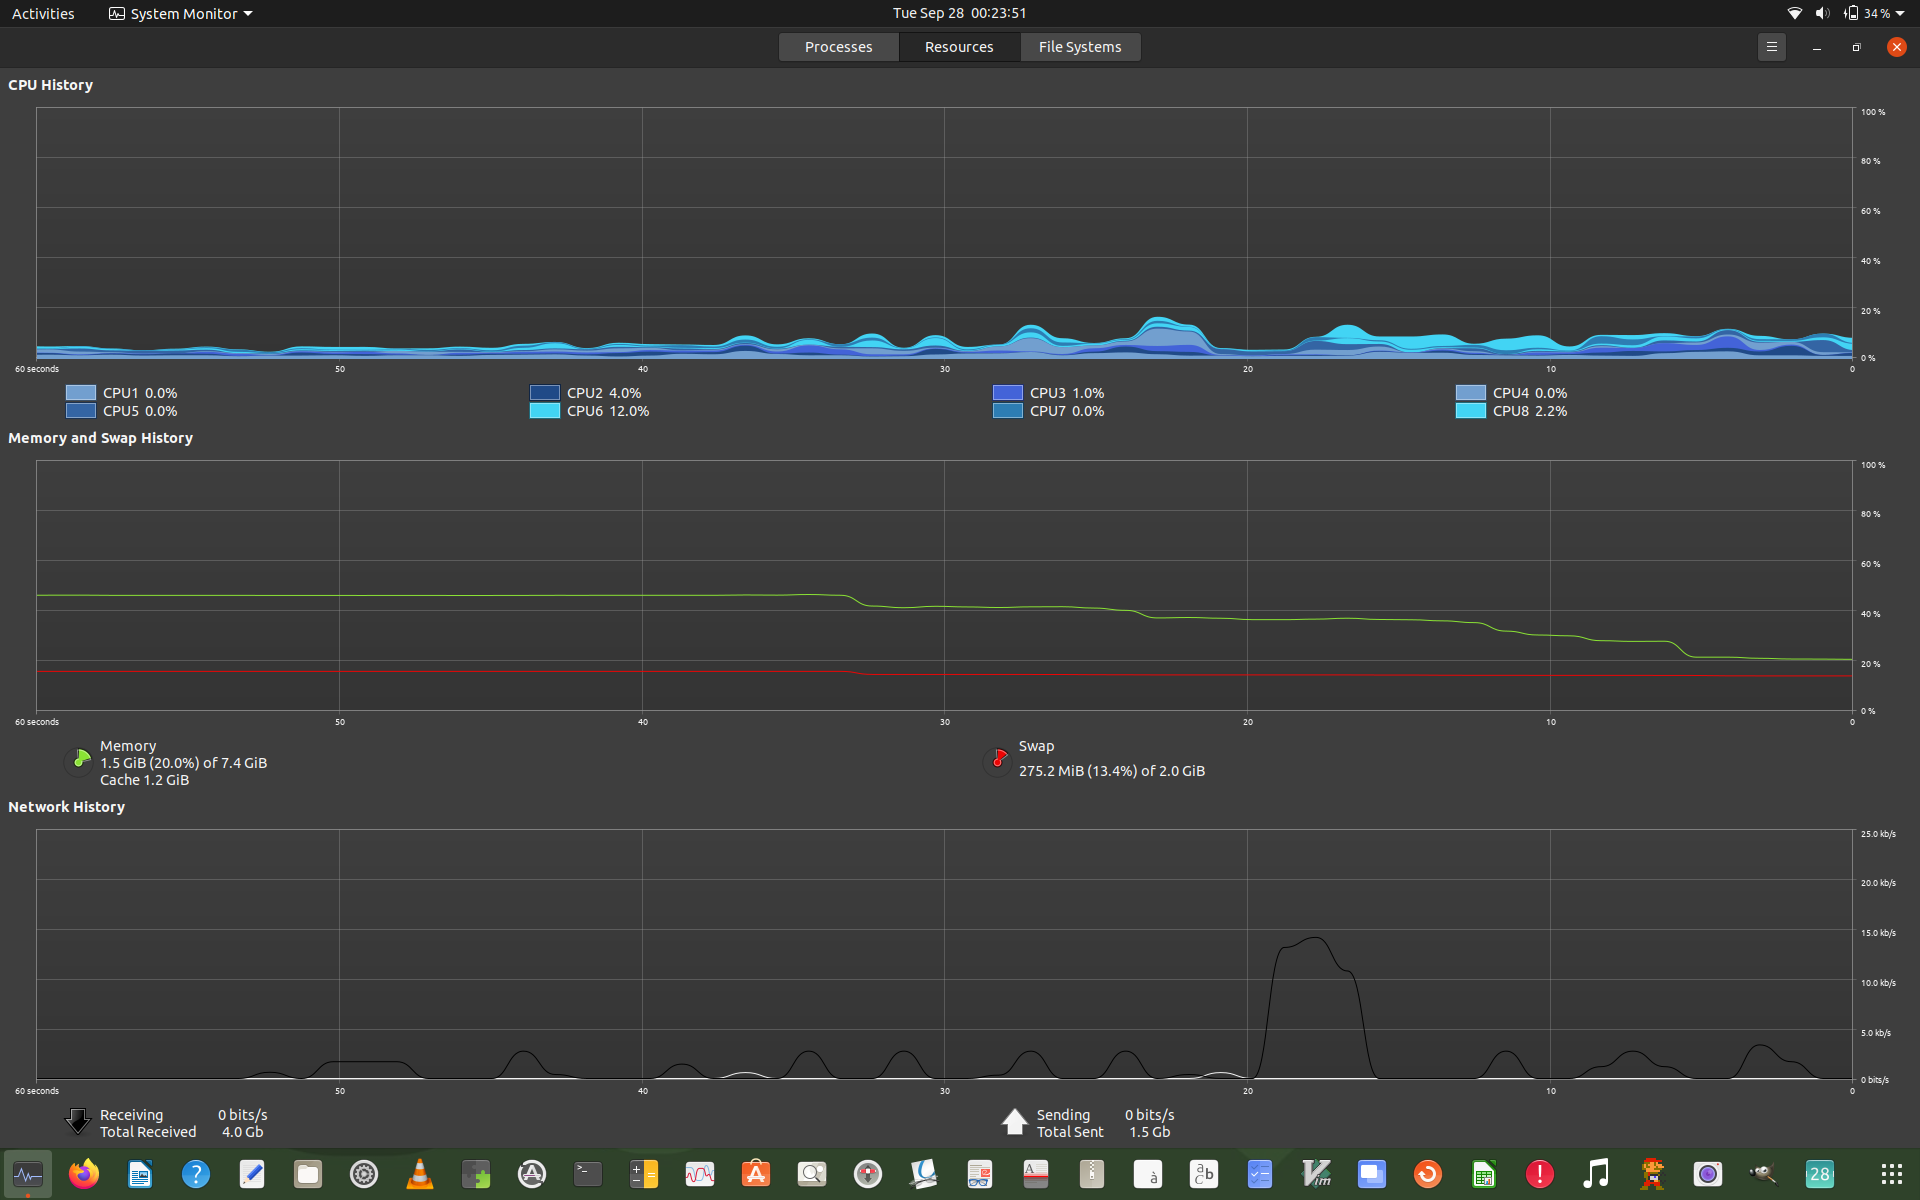 Activities System Monitor Tue Sep 28 00:23:51 34 %
Processes Resources File Systems
CPU History
100 %
80 %
60 %
40 %
20 %
0 %
60 seconds 50 40 30 20 10 0
CPU1 0.0% CPU2 4.0% CPU3 1.0% CPU4 0.0%
CPU5 0.0% CPU6 12.0% CPU7 0.0% CPU8 2.2%
Memory and Swap History
100 %
80 %
60 %
40 %
20 %
0 %
60 seconds 50 40 30 20 10 0
Memory
1.5 GiB (20.0%) of 7.4 GiB
Cache 1.2 GiB
Swap
275.2 MiB (13.4%) of 2.0 GiB
Network History
25.0 kb/s
20.0 kb/s
15.0 kb/s
10.0 kb/s
5.0 kb/s
0 bits/s
60 seconds 50 40 30 20 10 0
Receiving 0 bits/s
Total Received 4.0 Gb
Sending 0 bits/s
Total Sent 1.5 Gb
? >_ A à a b C Vim ! 28